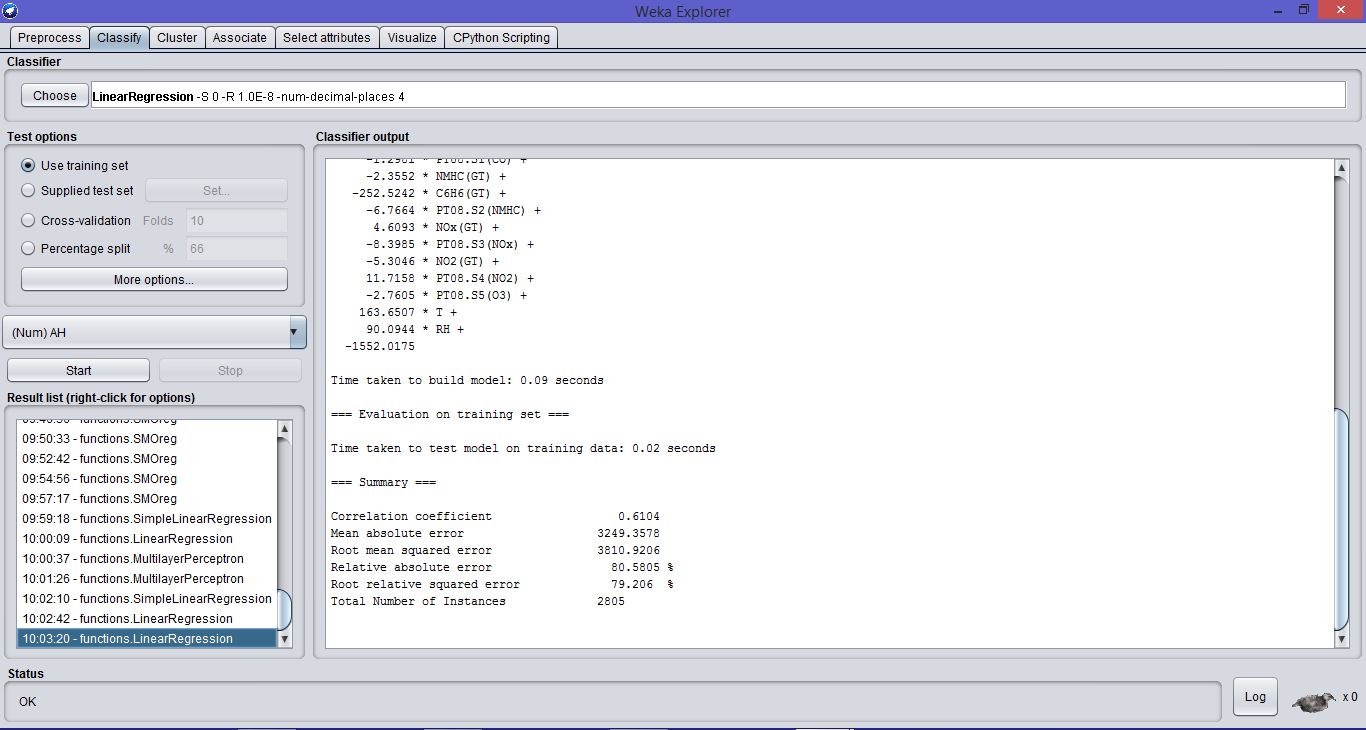 Weka Explorer
Preprocess Classify Cluster Associate Select attributes Visualize CPython Scripting
Classifier
Choose LinearRegression -S 0 -R 1.0E-8 -num-decimal-places 4
Test options
Use training set
Supplied test set Set...
Cross-validation Folds 10
Percentage split % 66
More options...
(Num) AH
Start Stop
Result list (right-click for options)
09:50:33 - functions.SMOreg
09:52:42 - functions.SMOreg
09:54:56 - functions.SMOreg
09:57:17 - functions.SMOreg
09:59:18 - functions.SimpleLinearRegression
10:00:09 - functions.LinearRegression
10:00:37 - functions.MultilayerPerceptron
10:01:26 - functions.MultilayerPerceptron
10:02:10 - functions.SimpleLinearRegression
10:02:42 - functions.LinearRegression
10:03:20 - functions.LinearRegression
Classifier output
-1.2981 * PT08.S1(CO) +
-2.3552 * NMHC(GT) +
-252.5242 * C6H6(GT) +
-6.7664 * PT08.S2(NMHC) +
4.6093 * NOx(GT) +
-8.3985 * PT08.S3(NOx) +
-5.3046 * NO2(GT) +
11.7158 * PT08.S4(NO2) +
-2.7605 * PT08.S5(O3) +
163.6507 * T +
90.0944 * RH +
-1552.0175
Time taken to build model: 0.09 seconds
=== Evaluation on training set ===
Time taken to test model on training data: 0.02 seconds
=== Summary ===
Correlation coefficient 0.6104
Mean absolute error 3249.3578
Root mean squared error 3810.9206
Relative absolute error 80.5805 %
Root relative squared error 79.206 %
Total Number of Instances 2805
Status
OK
Log x 0